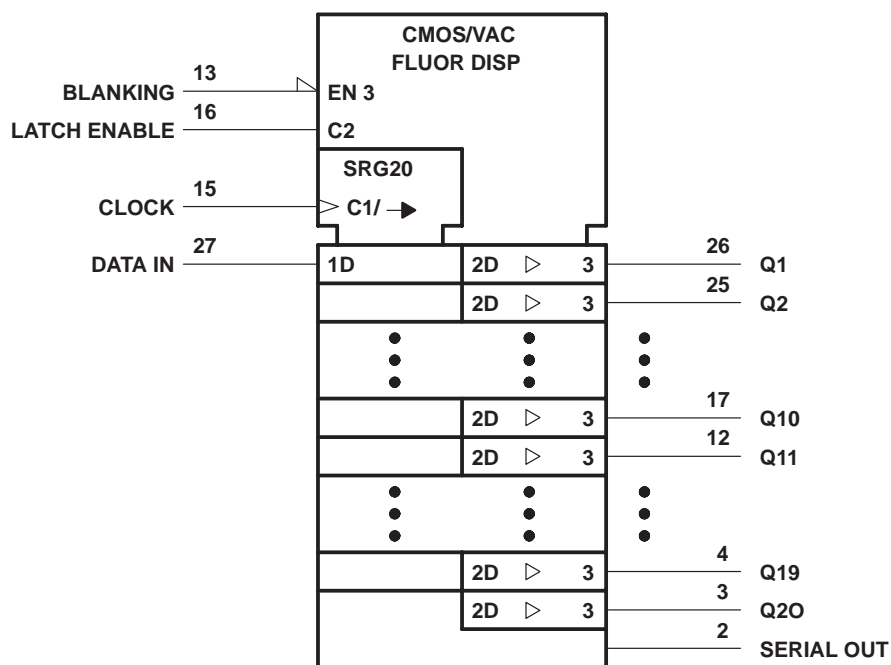 CMOS/VAC
FLUOR DISP
BLANKING 13 EN 3
LATCH ENABLE 16 C2
SRG20
CLOCK 15 C1/
DATA IN 27 1D 2D 3 26 Q1
2D 3 25 Q2
2D 3 17 Q10
2D 3 12 Q11
2D 3 4 Q19
2D 3 3 Q2O
2 SERIAL OUT